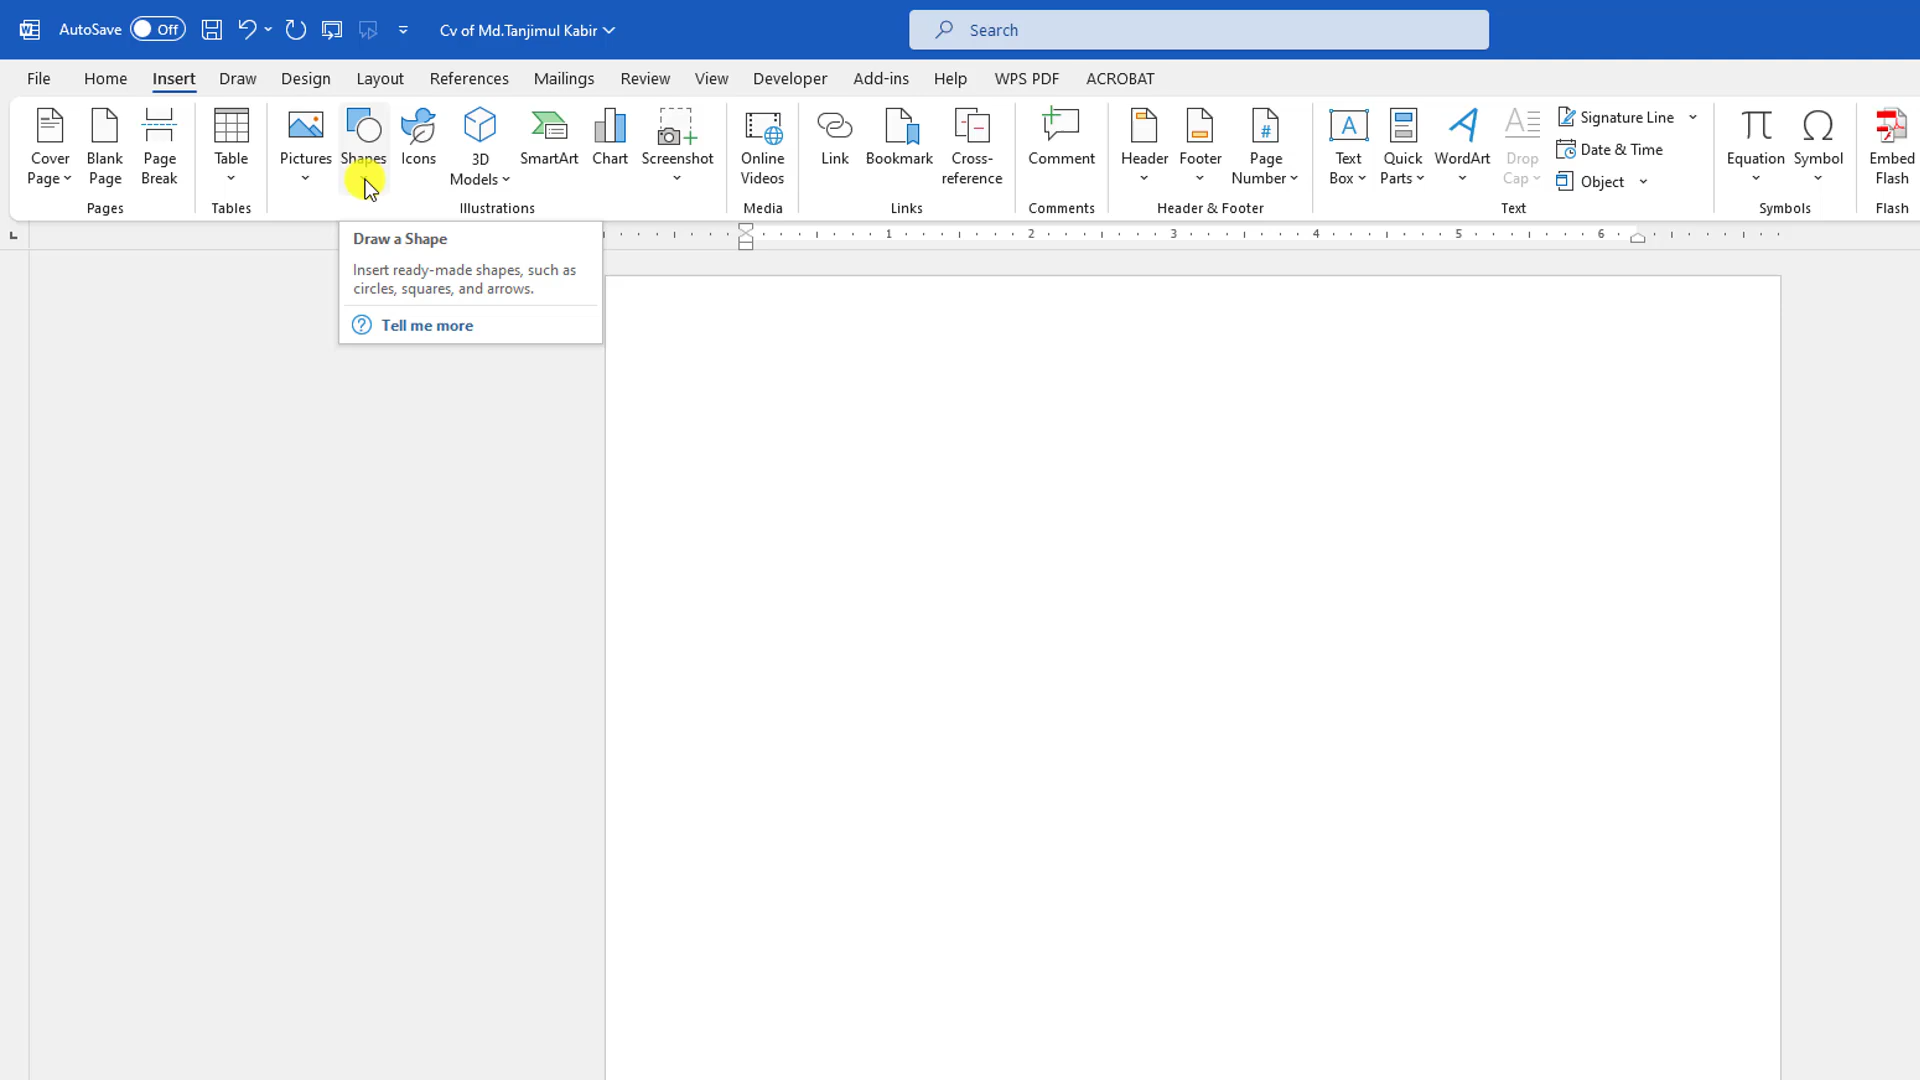 AutoSave Off Cv of Md.Tanjimul Kabir Search
File Home Insert Draw Design Layout References Mailings Review View Developer Add-ins Help WPS PDF ACROBAT
Cover Page
Blank Page
Page Break
Pages
Table
Tables
Pictures
Shapes
Icons
3D Models
SmartArt
Chart
Screenshot
Illustrations
Online Videos
Media
Link
Bookmark
Cross-reference
Links
Comment
Comments
Header
Footer
Page Number
Header & Footer
Text Box
Quick Parts
WordArt
Drop Cap
Signature Line
Date & Time
Object
Text
Equation
Symbol
Symbols
Embed Flash
Flash
1 2 3 4 5 6
Draw a Shape
Insert ready-made shapes, such as
circles, squares, and arrows.
Tell me more